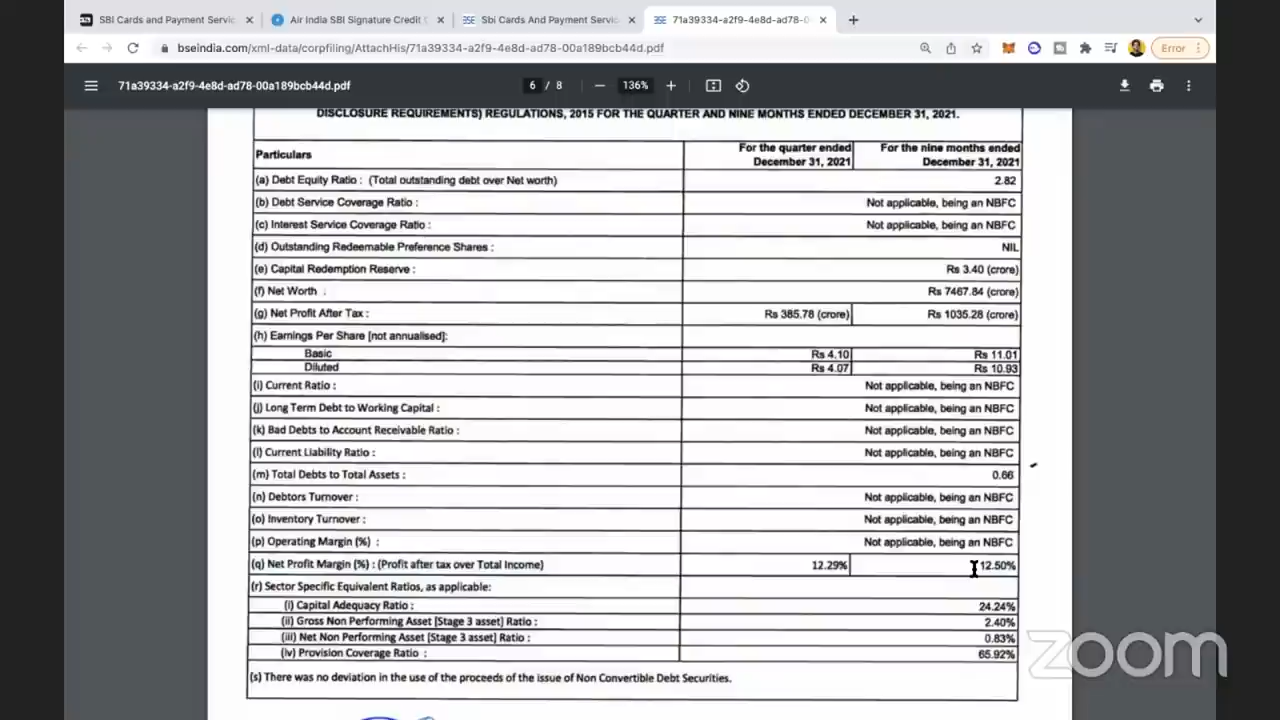 SBI Cards and Payment Servic
Air India SBI Signature Credit
Sbi Cards And Payment Servic
71a39334-a2f9-4e8d-ad78-0
bseindia.com/xml-data/corpfiling/AttachHis/71a39334-a2f9-4e8d-ad78-00a189bcb44d.pdf
Error
71a39334-a2f9-4e8d-ad78-00a189bcb44d.pdf
6 / 8
136%
DISCLOSURE REQUIREMENTS) REGULATIONS, 2015 FOR THE QUARTER AND NINE MONTHS ENDED DECEMBER 31, 2021.
Particulars For the quarter ended December 31, 2021 For the nine months ended December 31, 2021
(a) Debt Equity Ratio : (Total outstanding debt over Net worth) 2.82
(b) Debt Service Coverage Ratio : Not applicable, being an NBFC
(c) Interest Service Coverage Ratio : Not applicable, being an NBFC
(d) Outstanding Redeemable Preference Shares : NIL
(e) Capital Redemption Reserve : Rs 3.40 (crore)
(f) Net Worth : Rs 7467.84 (crore)
(g) Net Profit After Tax : Rs 385.78 (crore) Rs 1035.28 (crore)
(h) Earnings Per Share [not annualised]:
Basic Rs 4.10 Rs 11.01
Diluted Rs 4.07 Rs 10.93
(i) Current Ratio : Not applicable, being an NBFC
(j) Long Term Debt to Working Capital : Not applicable, being an NBFC
(k) Bad Debts to Account Receivable Ratio : Not applicable, being an NBFC
(l) Current Liability Ratio : Not applicable, being an NBFC
(m) Total Debts to Total Assets : 0.66
(n) Debtors Turnover : Not applicable, being an NBFC
(o) Inventory Turnover : Not applicable, being an NBFC
(p) Operating Margin (%) : Not applicable, being an NBFC
(q) Net Profit Margin (%) : (Profit after tax over Total Income) 12.29% 12.50%
(r) Sector Specific Equivalent Ratios, as applicable:
(i) Capital Adequacy Ratio : 24.24%
(ii) Gross Non Performing Asset [Stage 3 asset] Ratio : 2.40%
(iii) Net Non Performing Asset [Stage 3 asset] Ratio : 0.83%
(iv) Provision Coverage Ratio : 65.92%
(s) There was no deviation in the use of the proceeds of the issue of Non Convertible Debt Securities.
zoom